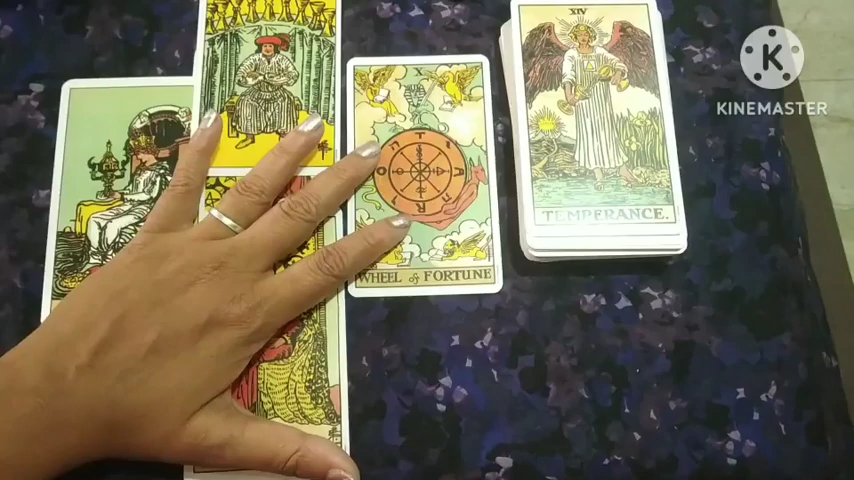 XIV
TEMPERANCE.
X
WHEEL of FORTUNE
K
KINEMASTER